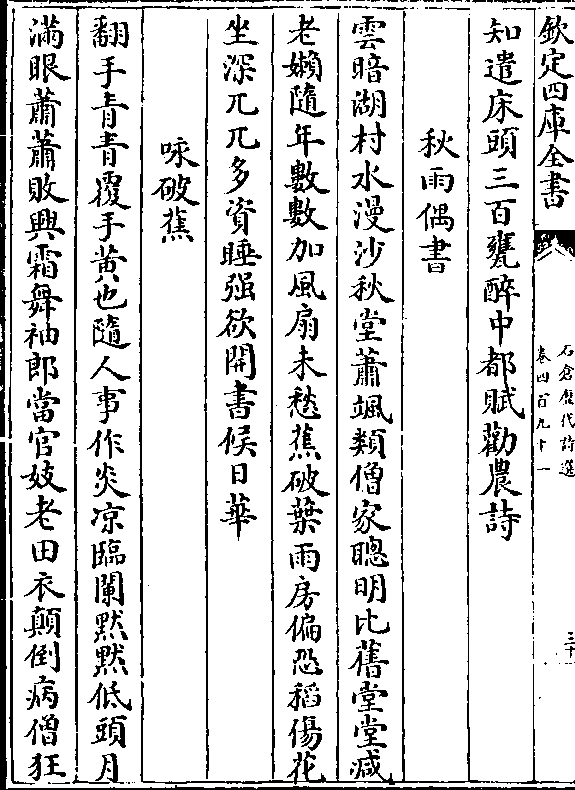 欽定四庫全書
石倉歷代詩選
卷四百九十一
三十
知遣床頭三百甕醉中都賦勸農詩
秋雨偶書
雲暗湖村水漫沙秋堂蕭颯類僧家聰明比舊堂堂減
老嬾隨年數數加風扇未愁蕉破葉雨房偏恐稻傷花
坐深兀兀多資睡强欲開書候日華
咏破蕉
翻手青青覆手黄也隨人事作炎凉臨闌黙黙低頭月
滿眼蕭蕭敗興霜舞袖郎當官妓老田衣顛倒病僧狂